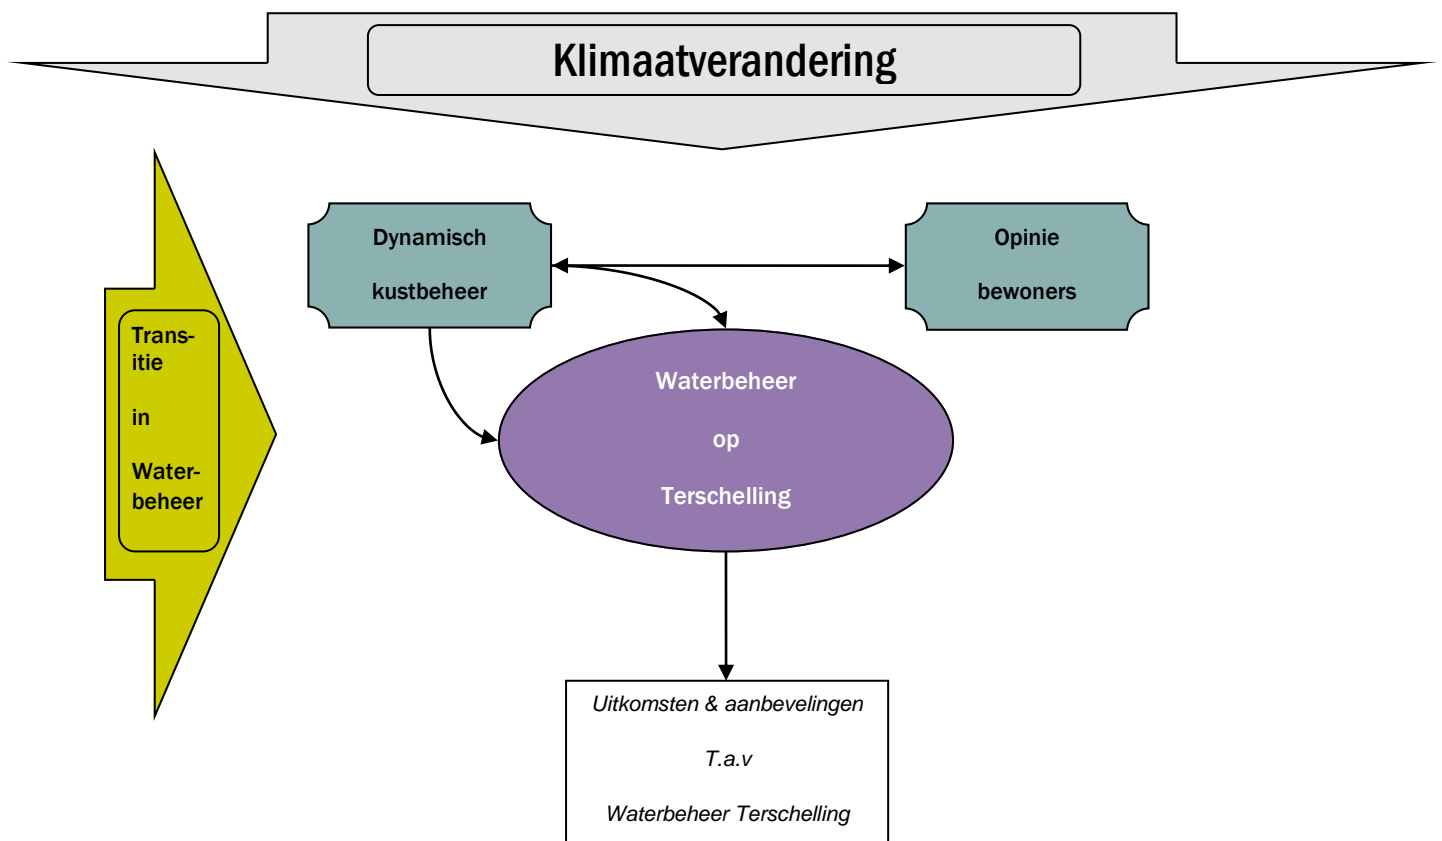 Klimaatverandering
Dynamisch
kustbeheer
Opinie
bewoners
Trans-
itie
in
Water-
beheer
Waterbeheer
op
Terschelling
Uitkomsten & aanbevelingen
T.a.v
Waterbeheer Terschelling